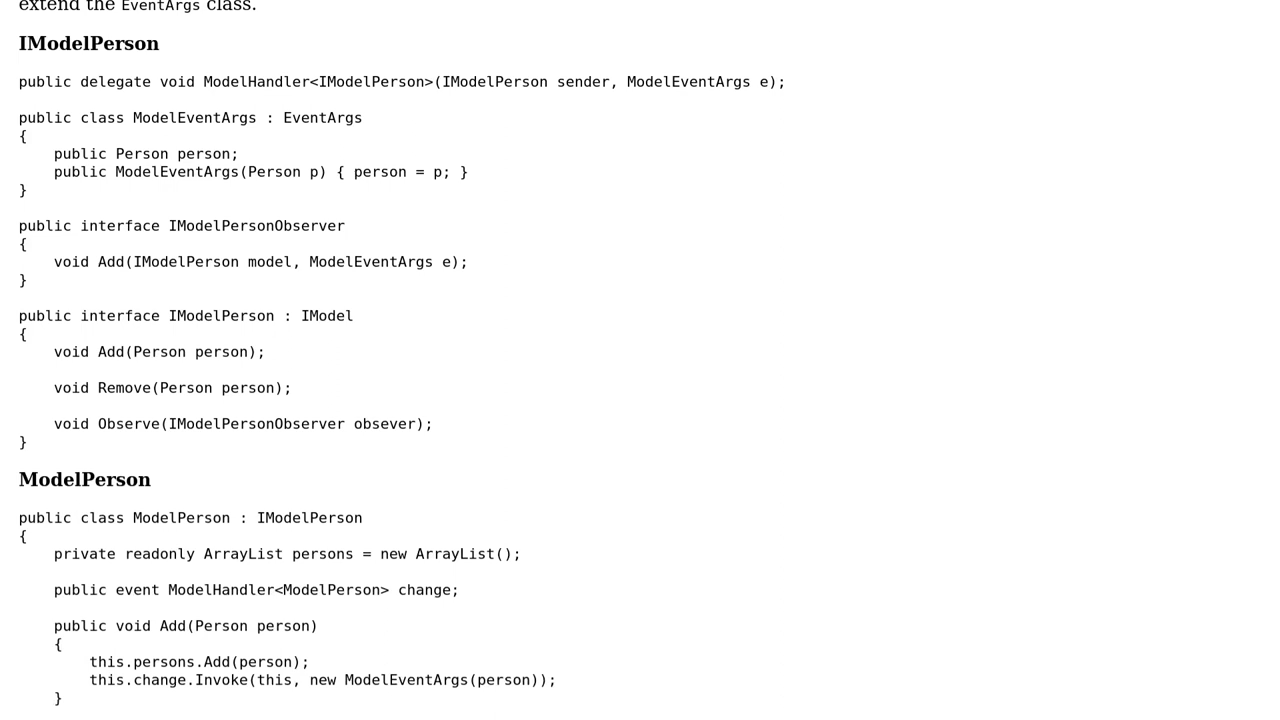 extend the EventArgs class.
IModelPerson
public delegate void ModelHandler<IModelPerson>(IModelPerson sender, ModelEventArgs e);
public class ModelEventArgs : EventArgs
{
    public Person person;
    public ModelEventArgs(Person p) { person = p; }
}
public interface IModelPersonObserver
{
    void Add(IModelPerson model, ModelEventArgs e);
}
public interface IModelPerson : IModel
{
    void Add(Person person);
    void Remove(Person person);
    void Observe(IModelPersonObserver obsever);
}
ModelPerson
public class ModelPerson : IModelPerson
{
    private readonly ArrayList persons = new ArrayList();
    public event ModelHandler<ModelPerson> change;
    public void Add(Person person)
    {
        this.persons.Add(person);
        this.change.Invoke(this, new ModelEventArgs(person));
    }